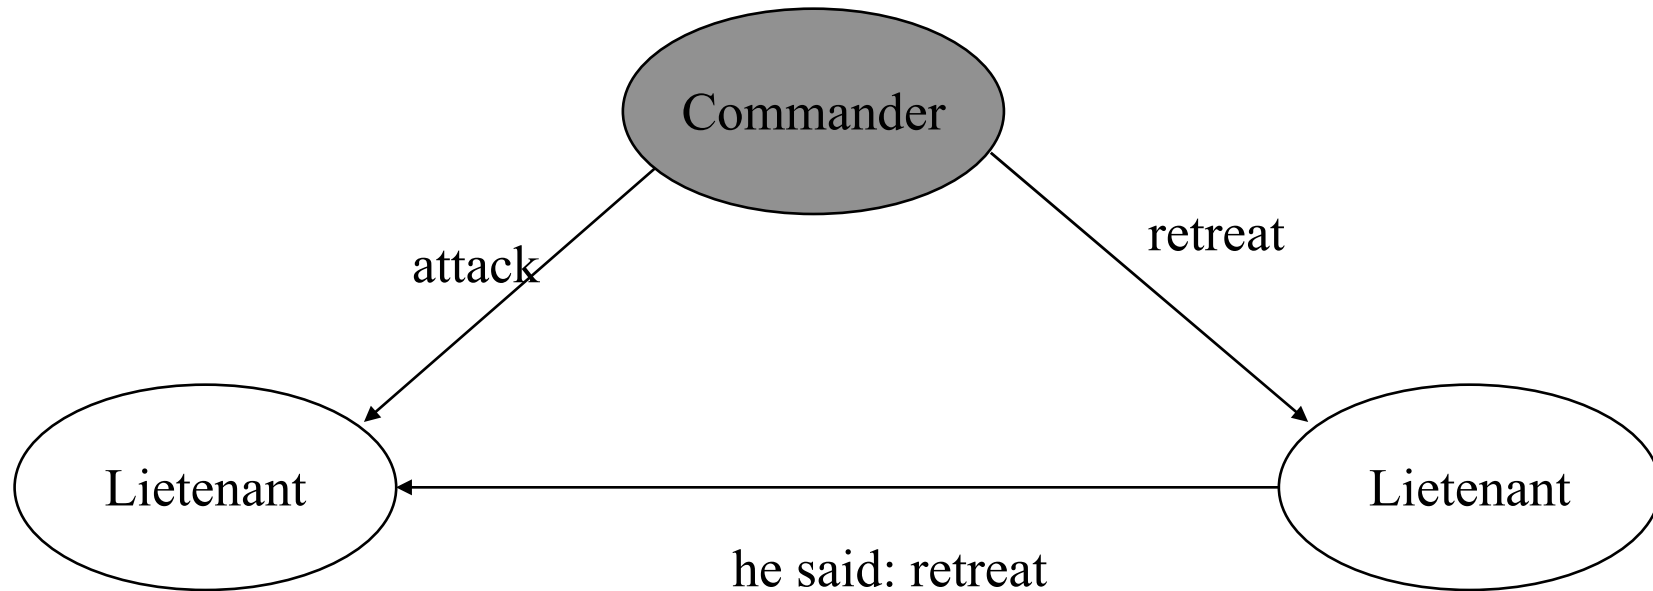 Commander
retreat
attack
Lietenant
Lietenant
he said: retreat